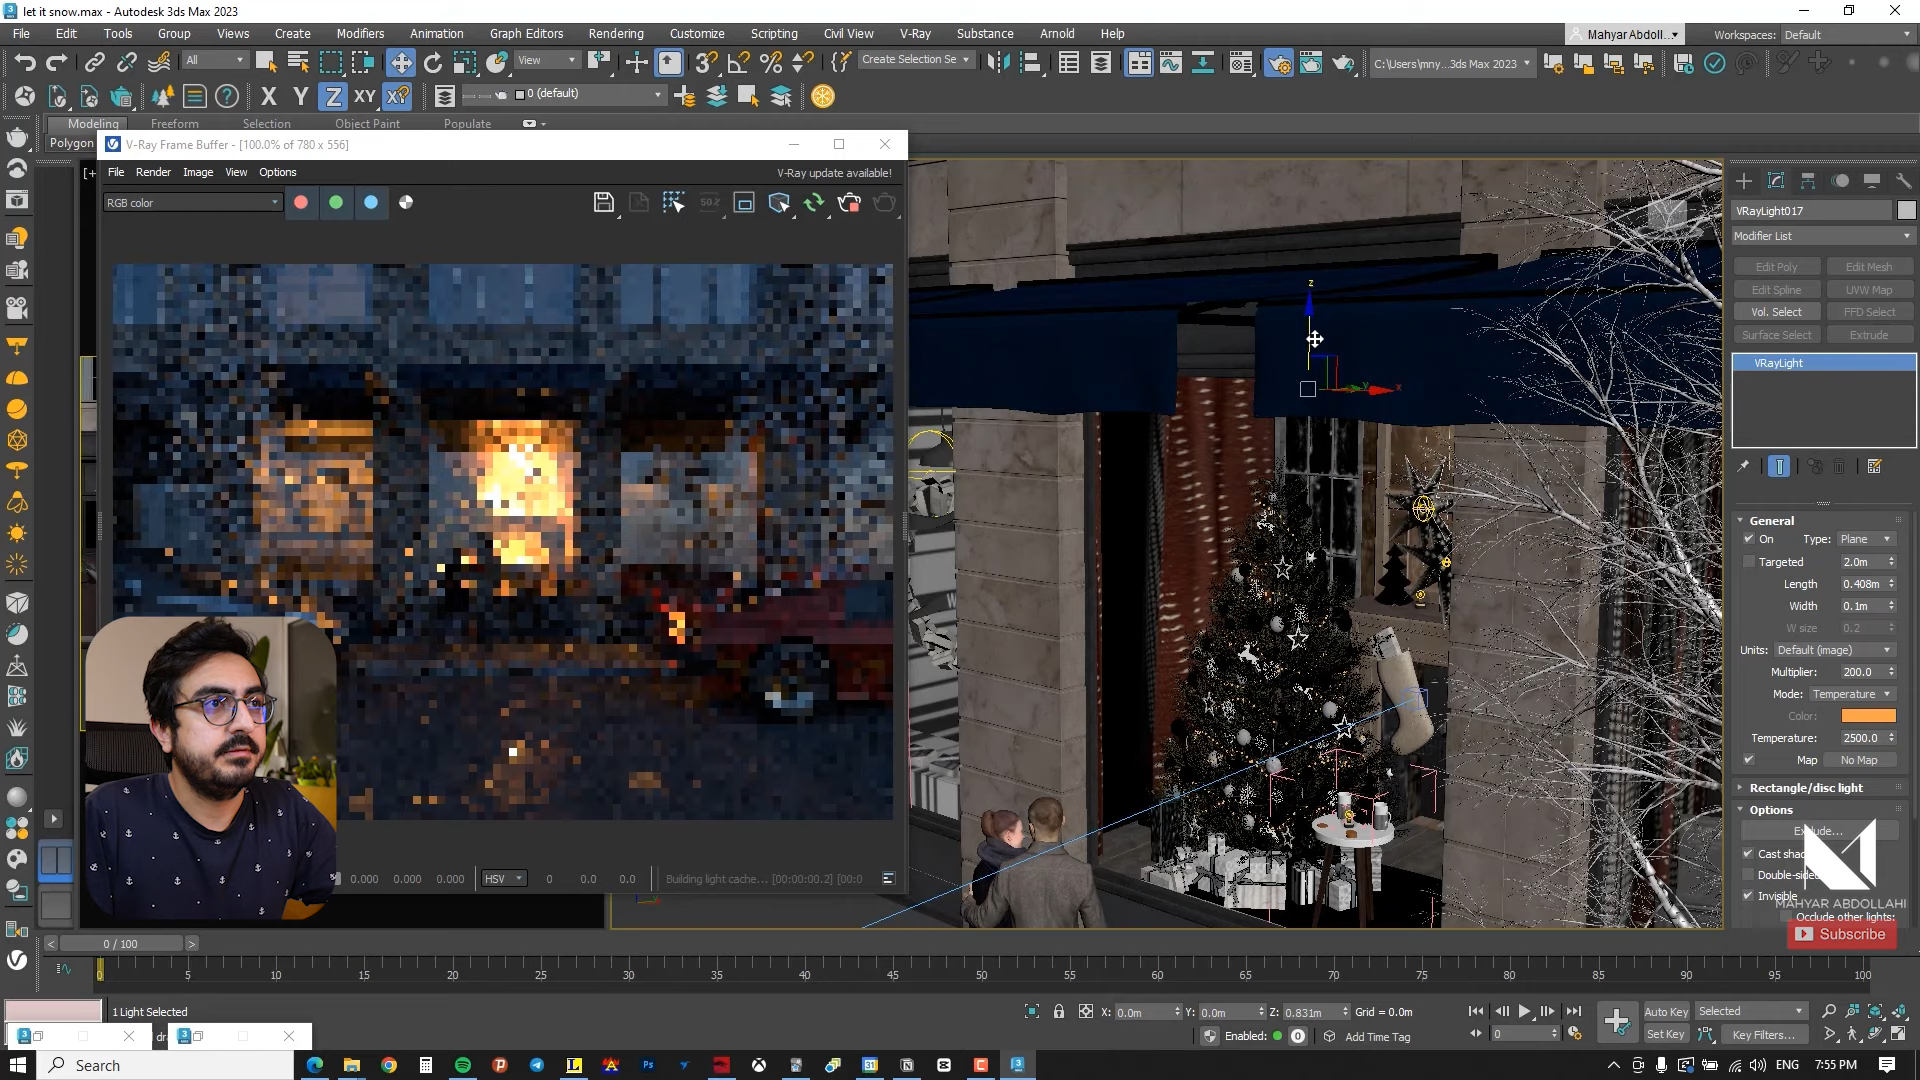 let it snow.max - Autodesk 3ds Max 2023
File Edit Tools Group Views Create Modifiers Animation Graph Editors Rendering Customize Scripting Civil View V-Ray Substance Arnold Help
Mahyar Abdoll... Workspaces: Default
All View Create Selection Se C:\Users\mny...3ds Max 2023
X Y Z XY 0 (default)
Modeling Freeform Selection Object Paint Populate
Polygon
V-Ray Frame Buffer - [100.0% of 780 x 556]
File Render Image View Options V-Ray update available!
RGB color
HSV 0.000 0.000 0.000 0 0.0 0.0 Building light cache... [00:00:00.2] [00:0
z
x
VRayLight017
Modifier List
Edit Poly Edit Mesh
Edit Spline UVW Map
Vol. Select FFD Select
Surface Select Extrude
VRayLight
General
On Type: Plane
Targeted 2.0m
Length 0.408m
Width 0.1m
W size 0.2
Units: Default (image)
Multiplier: 200.0
Mode: Temperature
Color:
Temperature: 2500.0
Map No Map
Rectangle/disc light
Options
Exclude...
Cast shad
Double-sided
Invisible
MAHYAR ABDOLLAHI
Occlude other lights:
Subscribe
0 / 100
0 5 10 15 20 25 30 35 40 45 50 55 60 65 70 75 80 85 90 95 100
1 Light Selected
X: 0.0m Y: 0.0m Z: 0.831m Grid = 0.0m
Auto Key Selected
Enabled: 0 Add Time Tag
0 Set Key Key Filters...
Search
ENG 7:55 PM